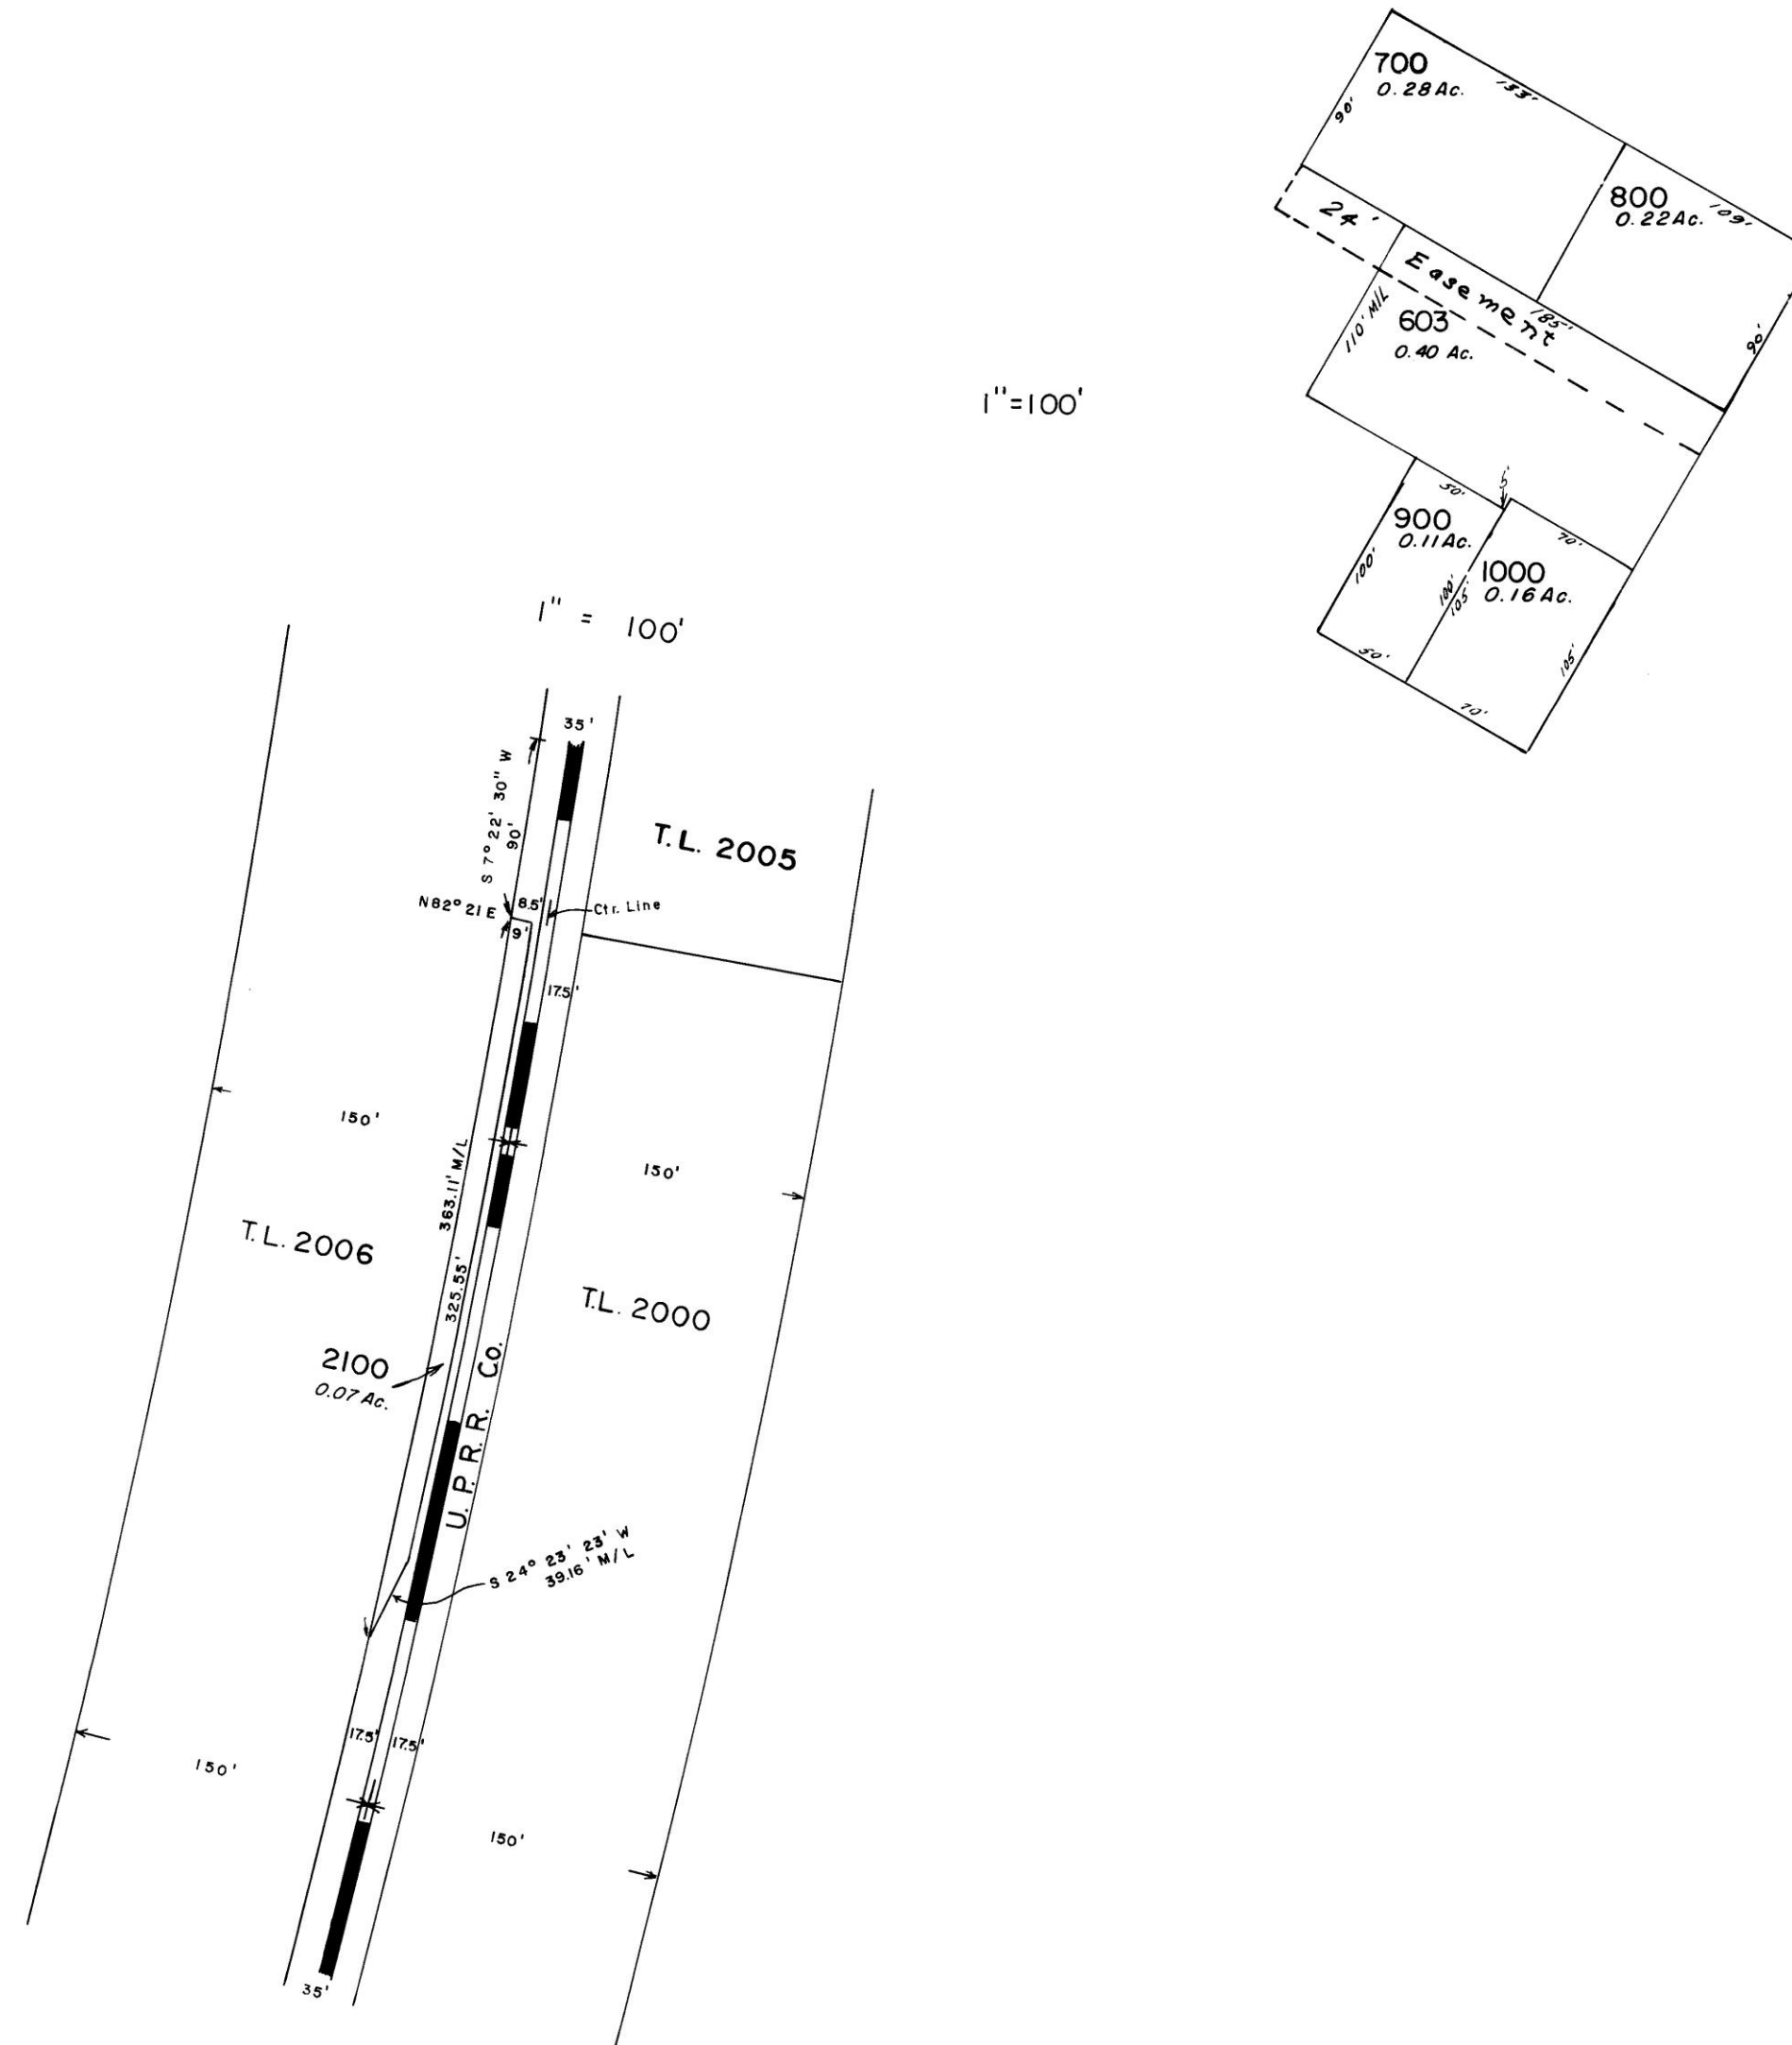 700
0.28 Ac.
90'
800
0.22 Ac.
109'
90'
24'
Easement
185'
110' M/L
603
0.40 Ac.
1"=100'
50'
5'
900
0.11 Ac.
70'
1000
0.16 Ac.
100'
100'
105'
105'
50'
70'
1" = 100'
35'
S 7° 22' 30" W
90'
T.L. 2005
N82° 21 E
8.5'
Ctr. Line
9'
17.5'
150'
150'
363.11' M/L
T.L. 2006
325.55'
T.L. 2000
2100
0.07 Ac.
U. P. R. R. Co.
S 24° 23' 23' W
39.16' M/L
17.5'
17.5'
150'
150'
35'